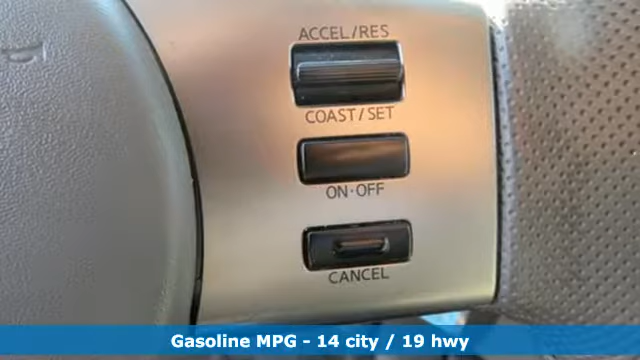 ACCEL/RES
COAST/SET
ON·OFF
CANCEL
Gasoline MPG - 14 city / 19 hwy